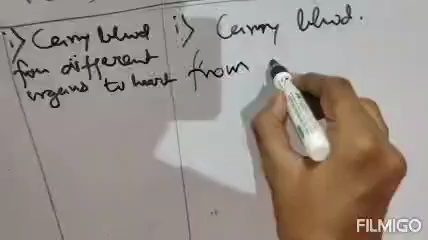 i) Carry blood
from different
organs to heart
i) Carry blood.
from
FILMIGO